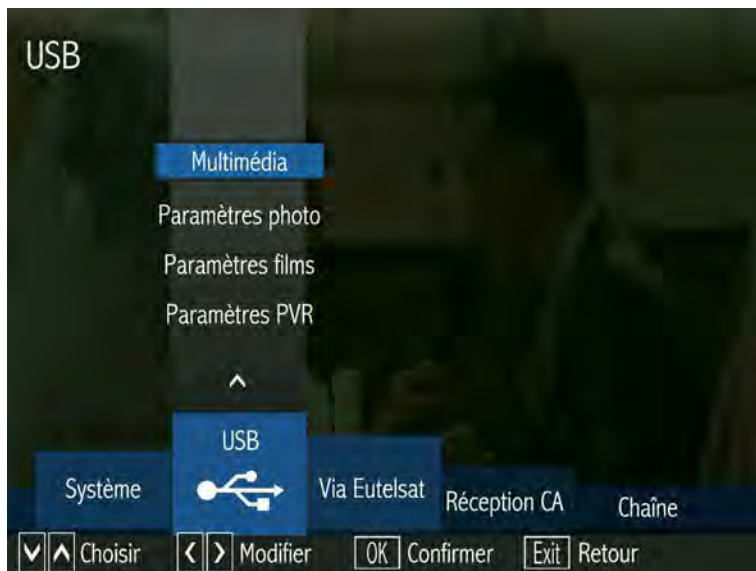 USB
Multimédia
Paramètres photo
Paramètres films
Paramètres PVR
USB
Système
Via Eutelsat
Réception CA
Chaîne
Choisir
Modifier
OK Confirmer
Exit Retour